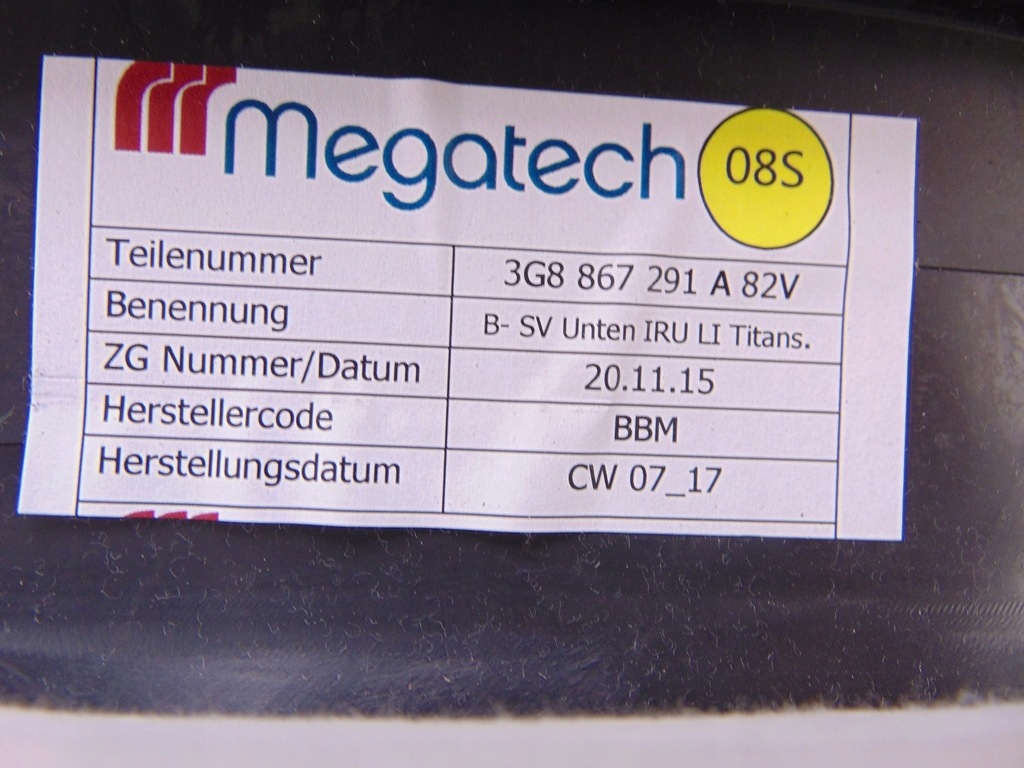 Megatech 08S
Teilenummer 3G8 867 291 A 82V
Benennung B- SV Unten IRU LI Titans.
ZG Nummer/Datum 20.11.15
Herstellercode BBM
Herstellungsdatum CW 07_17